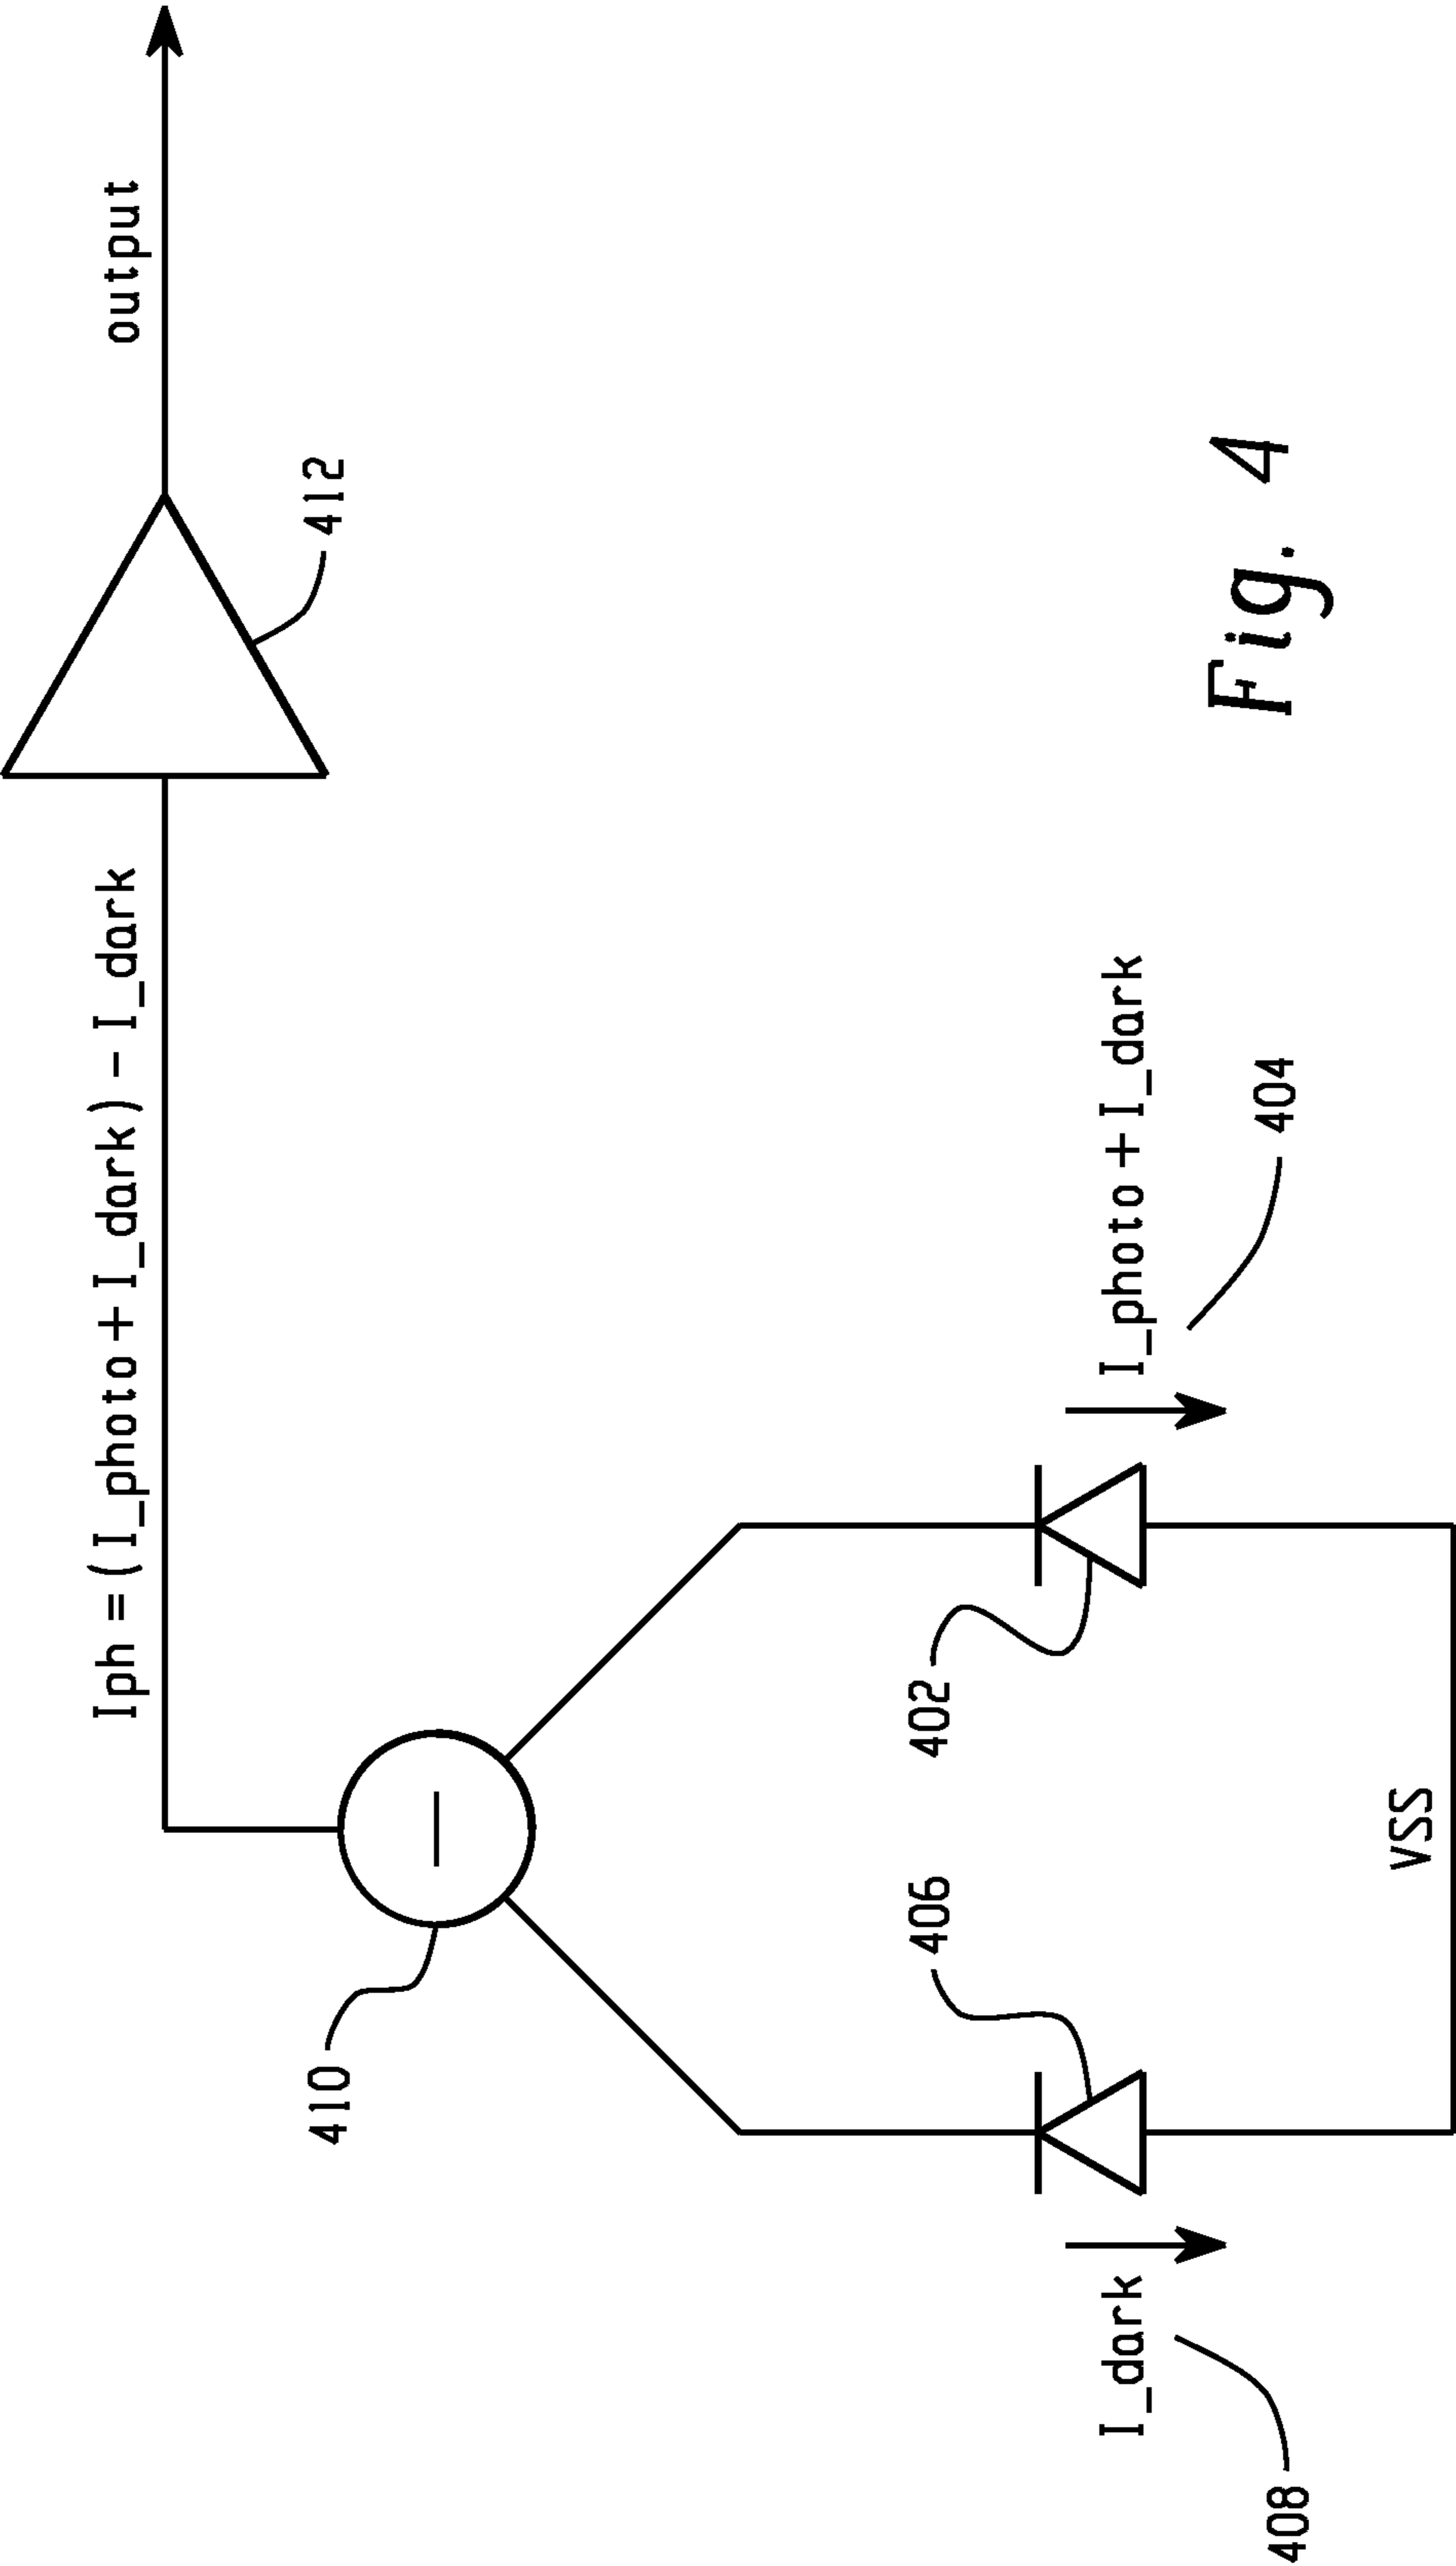 Iph = (I_photo + I_dark) - I_dark
output
412
410
406
402
I_dark
I_photo + I_dark
408
404
VSS
Fig. 4